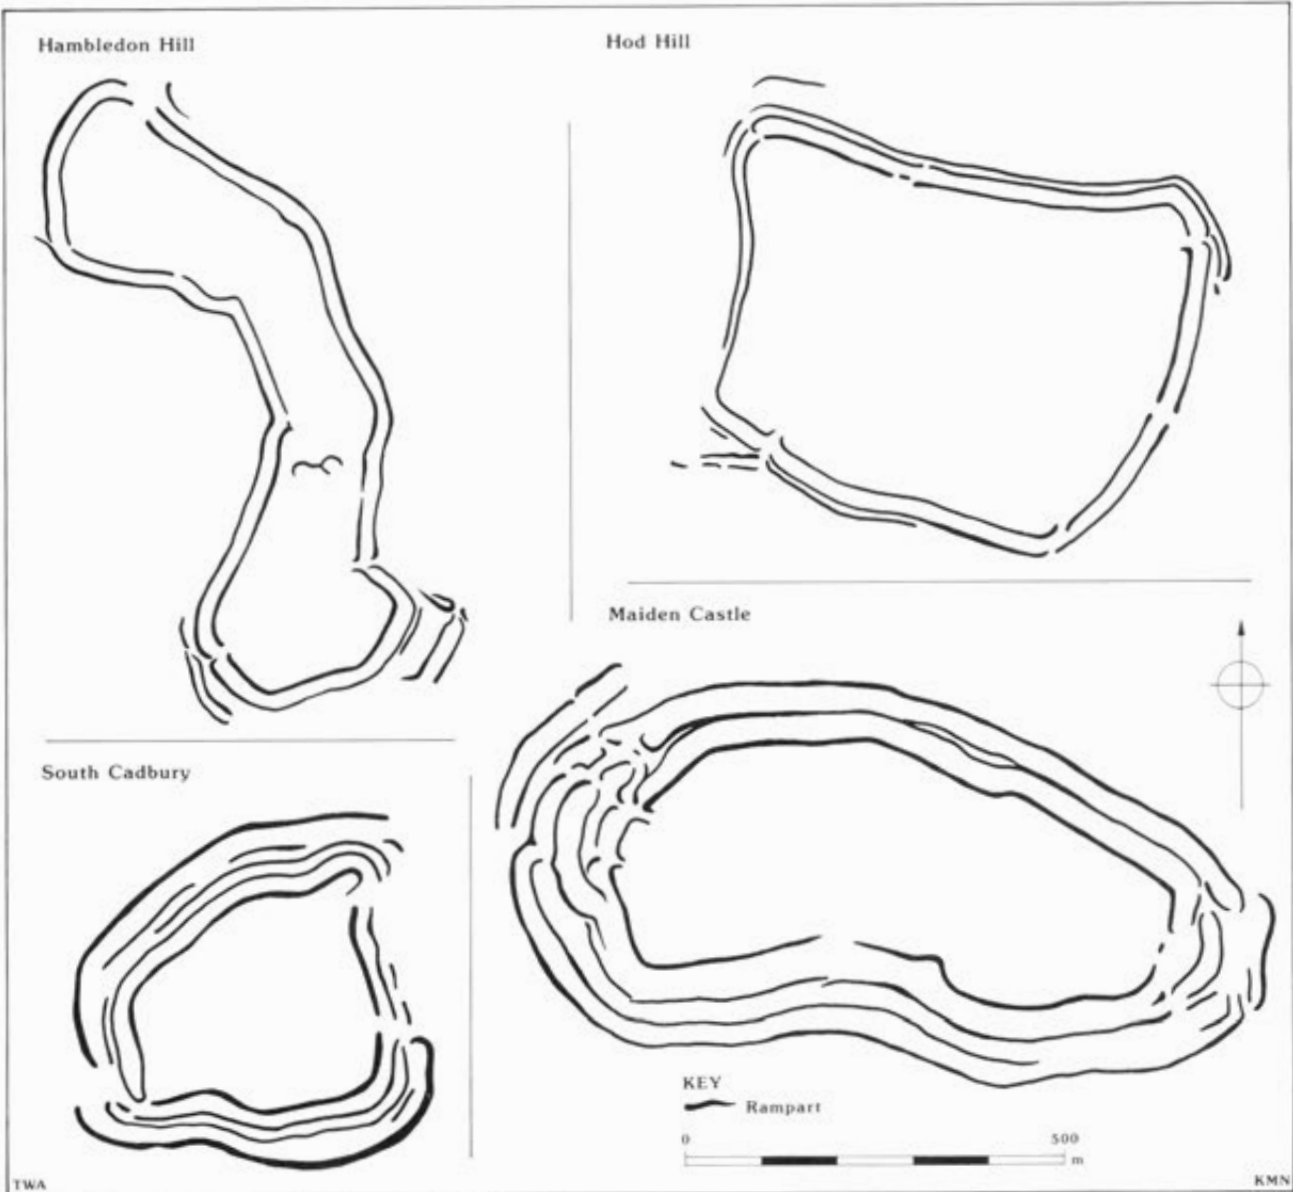 Hambledon Hill
Hod Hill
Maiden Castle
South Cadbury
KEY
Rampart
0 500
m
TWA
KMN